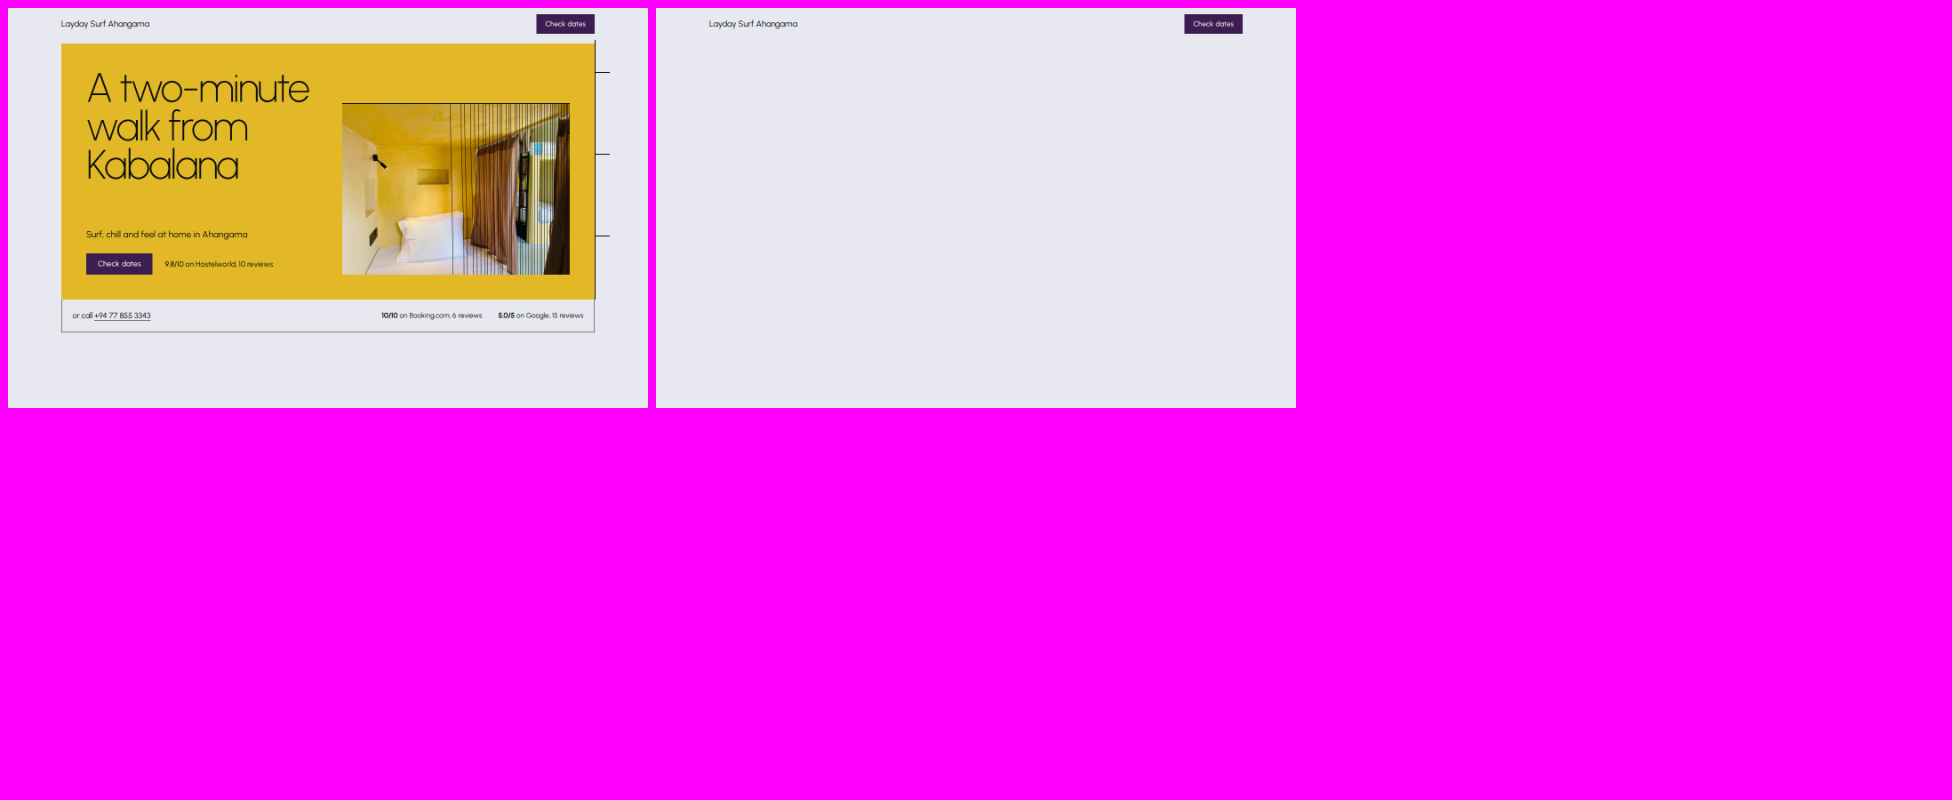 Layday Surf Ahangama
Check dates
A two-minute
walk from
Kabalana
Surf, chill and feel at home in Ahangama
Check dates
9.8/10 on Hostelworld, 10 reviews
or call +94 77 855 3343
10/10 on Booking.com, 6 reviews
5.0/5 on Google, 15 reviews
Layday Surf Ahangama
Check dates